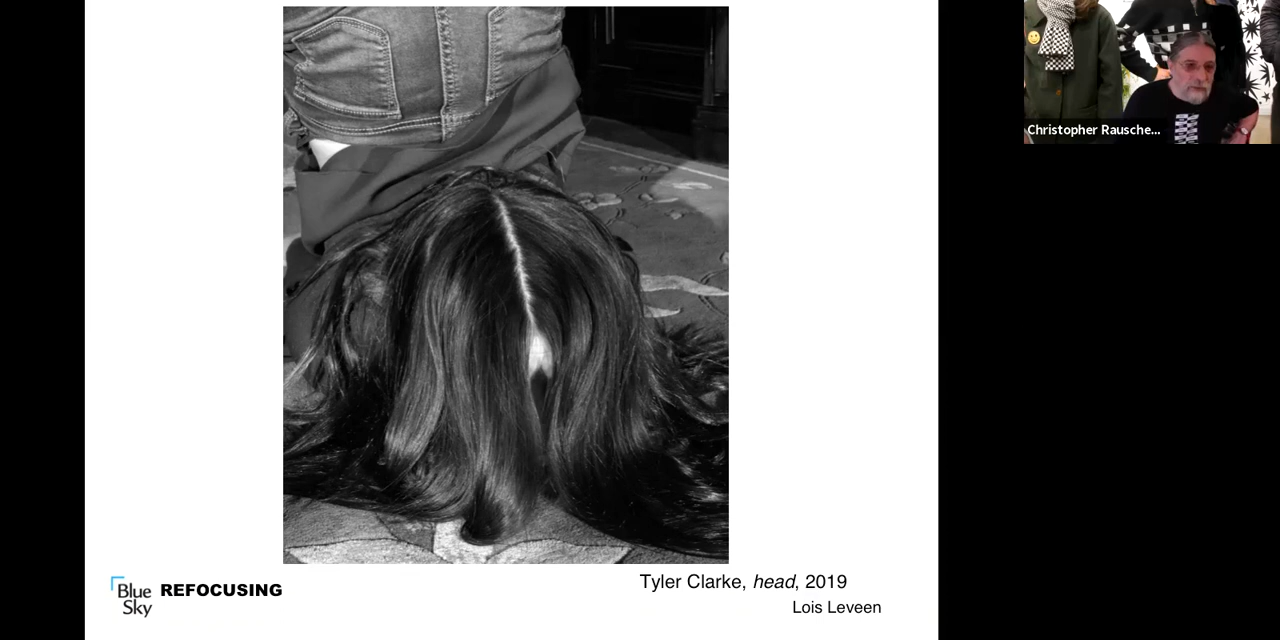 Christopher Rausche...
Tyler Clarke, head, 2019
Blue
Sky
REFOCUSING
Lois Leveen